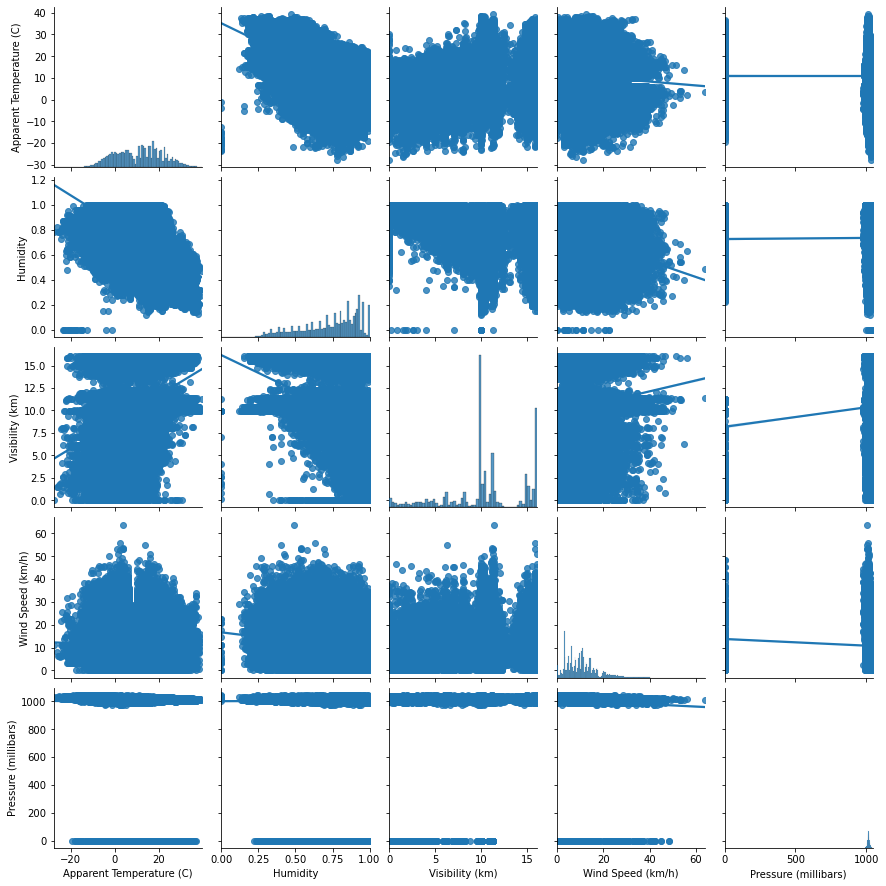 40
30
20
10
0
−10
−20
−30
Apparent Temperature (C)
1.2
1.0
0.8
0.6
0.4
0.2
0.0
Humidity
15.0
12.5
10.0
7.5
5.0
2.5
0.0
Visibility (km)
60
50
40
30
20
10
0
Wind Speed (km/h)
1000
800
600
400
200
0
Pressure (millibars)
−20 0 20
0.00 0.25 0.50 0.75 1.00
0 5 10 15
0 20 40 60
0 500 1000
Apparent Temperature (C)
Humidity
Visibility (km)
Wind Speed (km/h)
Pressure (millibars)